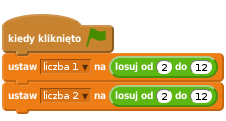 kiedy kliknięto
ustaw liczba 1 na losuj od 2 do 12
ustaw liczba 2 na losuj od 2 do 12